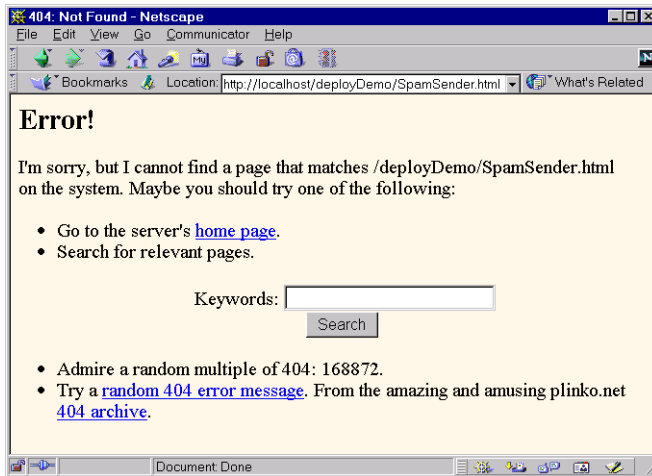 404: Not Found - Netscape
File Edit View Go Communicator Help
My
N
Bookmarks Location: http://localhost/deployDemo/SpamSender.html What's Related
Error!
I'm sorry, but I cannot find a page that matches /deployDemo/SpamSender.html
on the system. Maybe you should try one of the following:
• Go to the server's home page.
• Search for relevant pages.
Keywords:
Search
• Admire a random multiple of 404: 168872.
• Try a random 404 error message. From the amazing and amusing plinko.net
404 archive.
Document: Done